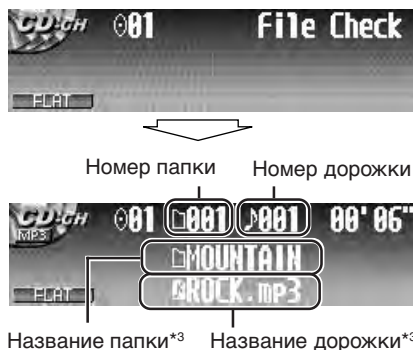 CD-CH 01 File Check
FLAT
Номер папки Номер дорожки
CD-CH 01 001 001 00' 06"
MP3
MOUNTAIN
FLAT
ROCK.mp3
Название папки*3 Название дорожки*3